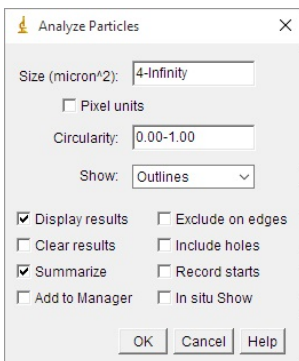 Analyze Particles
Size (micron^2): 4-Infinity
Pixel units
Circularity: 0.00-1.00
Show: Outlines
Display results Exclude on edges
Clear results Include holes
Summarize Record starts
Add to Manager In situ Show
OK Cancel Help